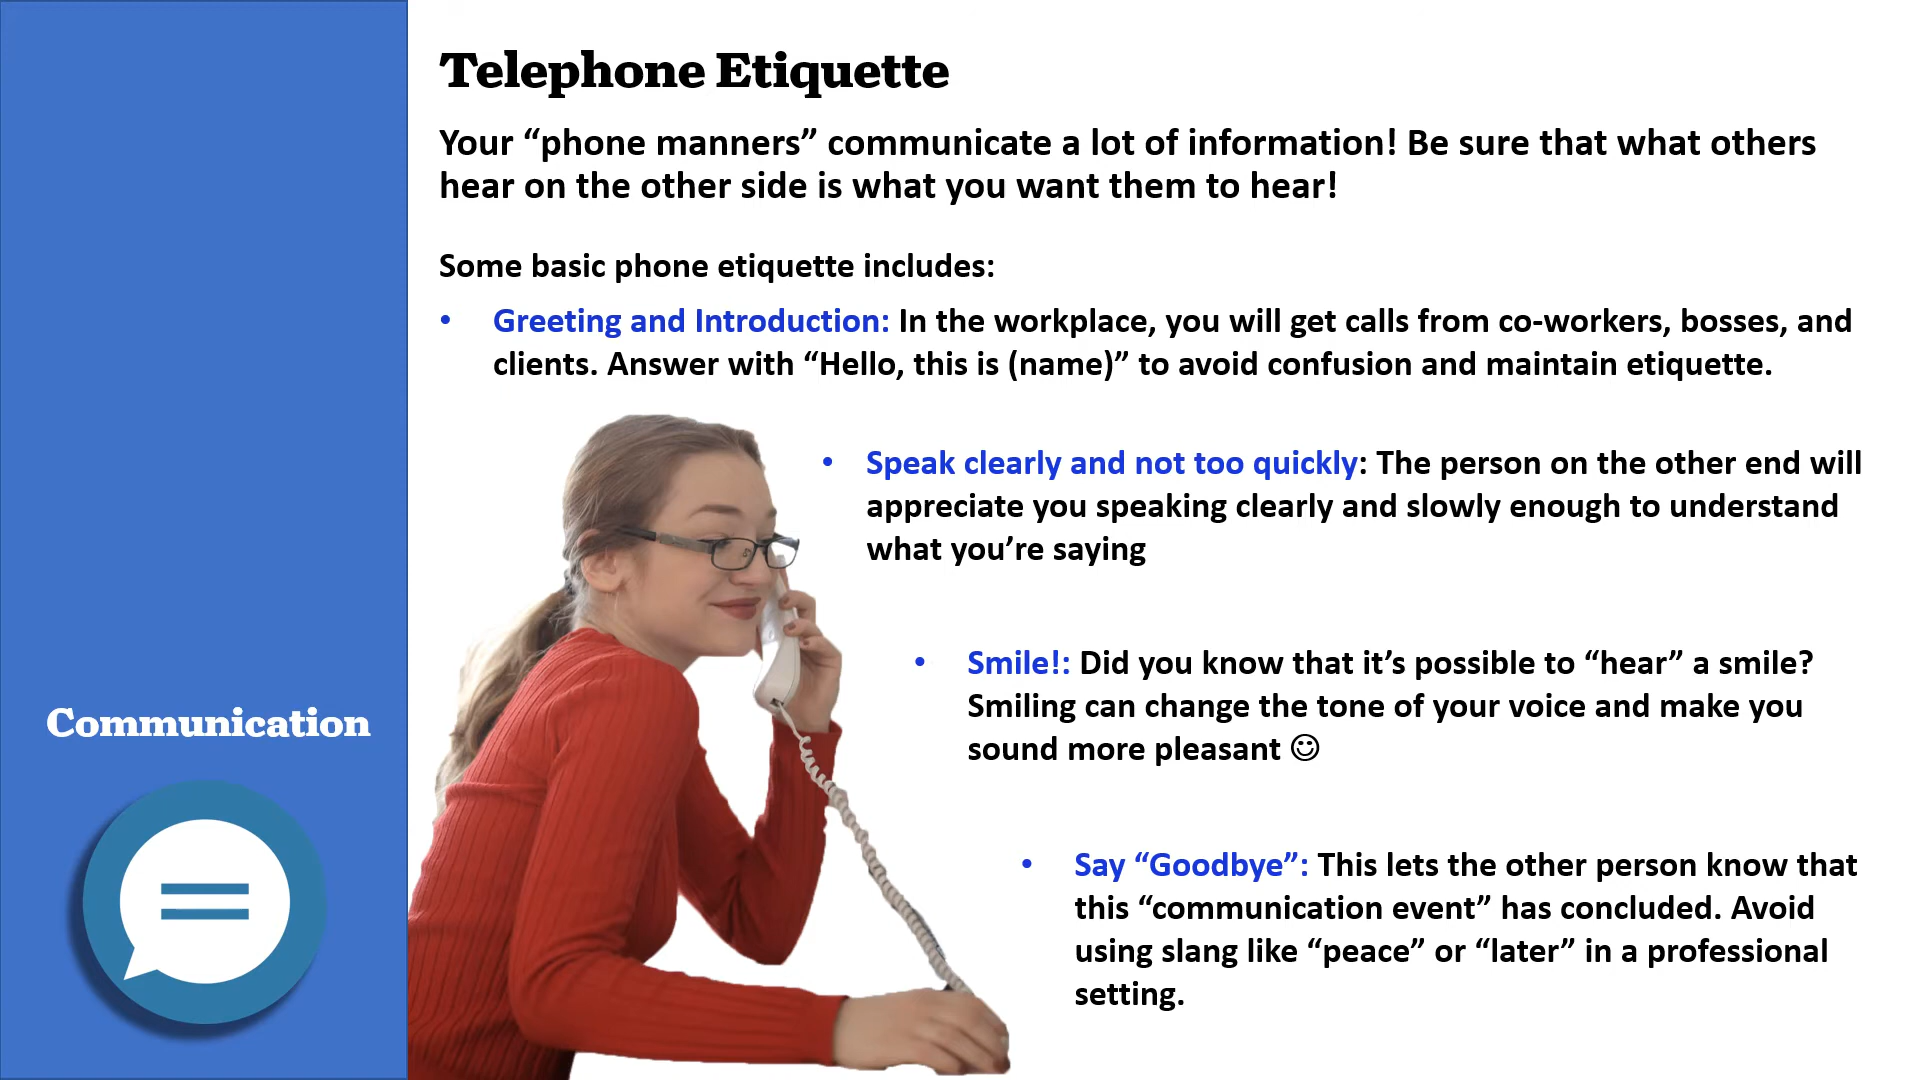 Telephone Etiquette
Your “phone manners” communicate a lot of information! Be sure that what others
hear on the other side is what you want them to hear!
Some basic phone etiquette includes:
• Greeting and Introduction: In the workplace, you will get calls from co-workers, bosses, and
clients. Answer with “Hello, this is (name)” to avoid confusion and maintain etiquette.
• Speak clearly and not too quickly: The person on the other end will
appreciate you speaking clearly and slowly enough to understand
what you’re saying
• Smile!: Did you know that it’s possible to “hear” a smile?
Smiling can change the tone of your voice and make you
sound more pleasant ☺
• Say “Goodbye”: This lets the other person know that
this “communication event” has concluded. Avoid
using slang like “peace” or “later” in a professional
setting.
Communication